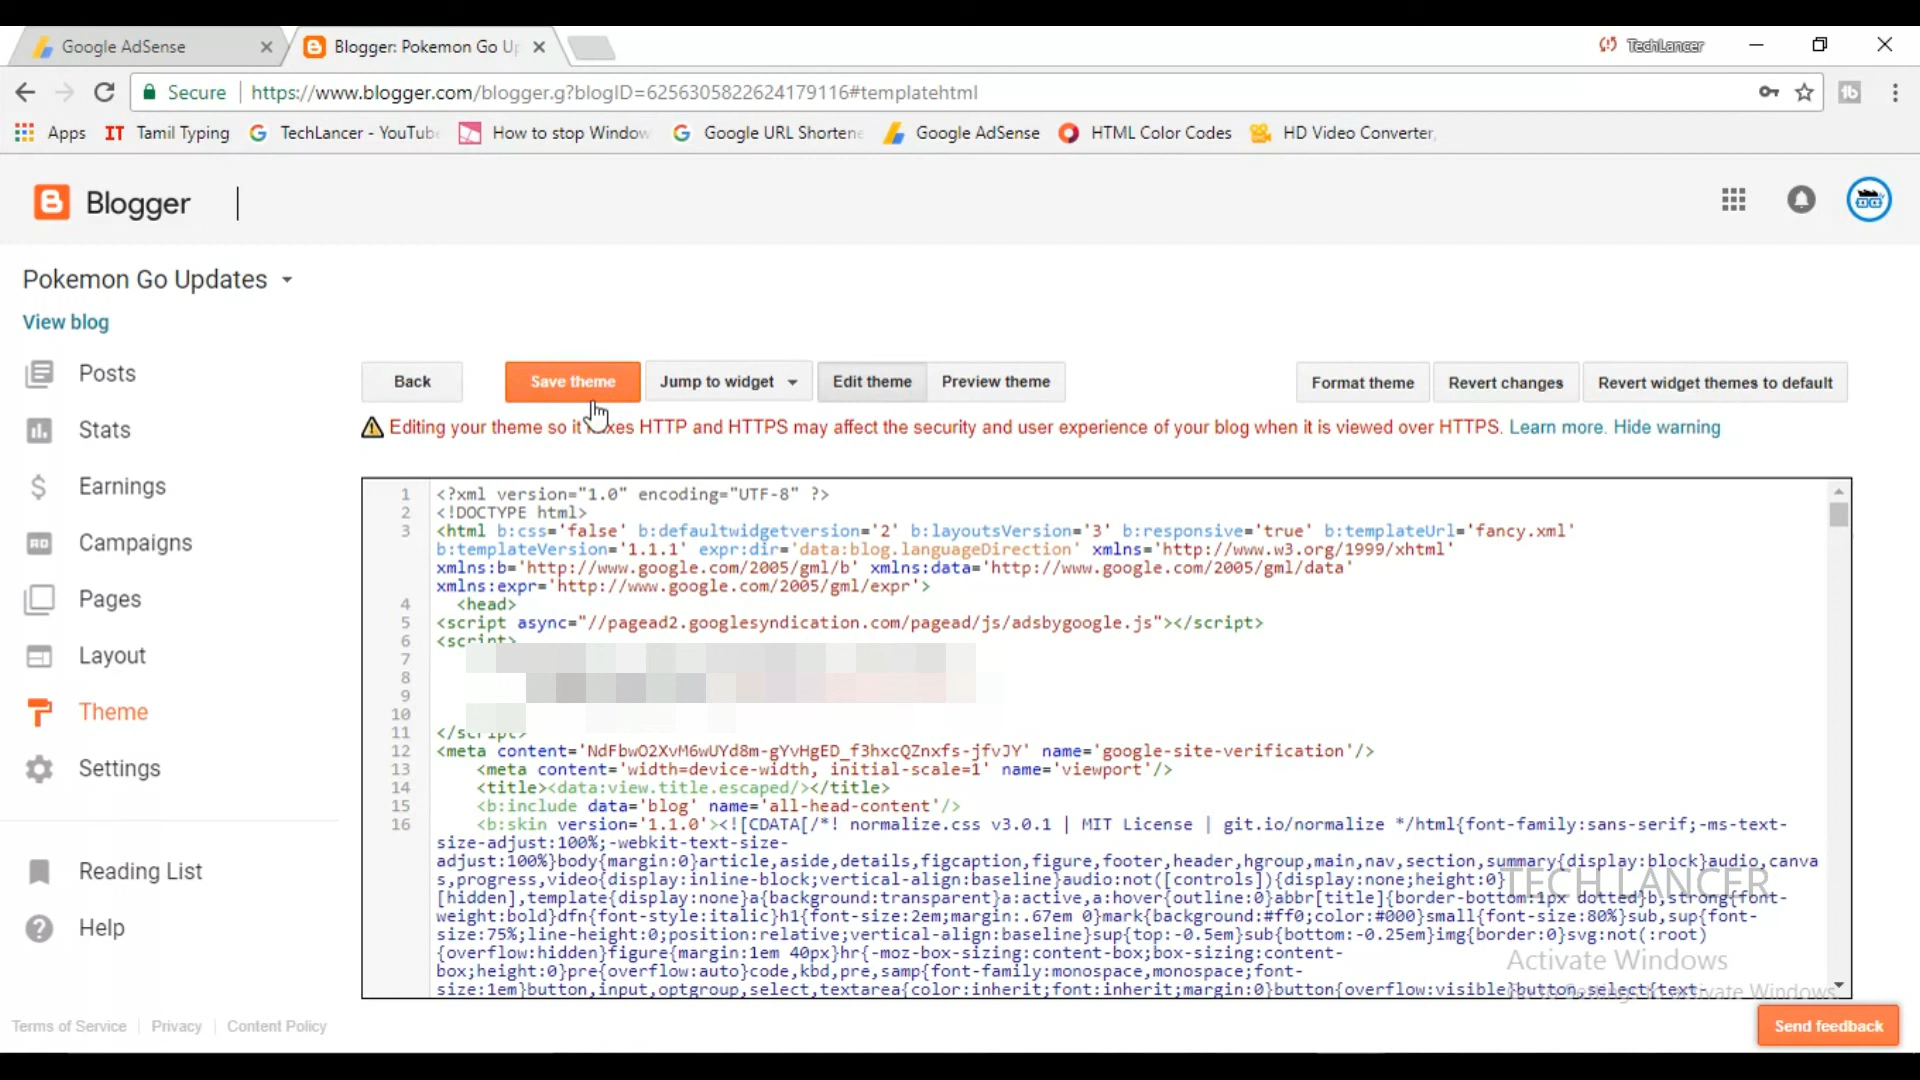 Google AdSense
Blogger: Pokemon Go Up
TechLancer
Secure https://www.blogger.com/blogger.g?blogID=6256305822624179116#templatehtml
Apps Tamil Typing TechLancer - YouTube How to stop Window Google URL Shortene Google AdSense HTML Color Codes HD Video Converter,
Blogger
Pokemon Go Updates
View blog
Posts
Stats
Earnings
Campaigns
Pages
Layout
Theme
Settings
Reading List
Help
Back Save theme Jump to widget Edit theme Preview theme Format theme Revert changes Revert widget themes to default
Editing your theme so it HTTP and HTTPS may affect the security and user experience of your blog when it is viewed over HTTPS. Learn more. Hide warning
1 <?xml version="1.0" encoding="UTF-8" ?>
2 <!DOCTYPE html>
3 <html b:css='false' b:defaultwidgetversion='2' b:layoutsVersion='3' b:responsive='true' b:templateUrl='fancy.xml'
b:templateVersion='1.1.1' expr:dir='data:blog.languageDirection' xmlns='http://www.w3.org/1999/xhtml'
xmlns:b='http://www.google.com/2005/gml/b' xmlns:data='http://www.google.com/2005/gml/data'
xmlns:expr='http://www.google.com/2005/gml/expr'>
4 <head>
5 <script async="//pagead2.googlesyndication.com/pagead/js/adsbygoogle.js"></script>
6 <script>
7
8
9
10
11 </script>
12 <meta content='NdFbwO2XvM6wUYd8m-gYvHgED_f3hxcQZnxfs-jfvJY' name='google-site-verification'/>
13 <meta content='width=device-width, initial-scale=1' name='viewport'/>
14 <title><data:view.title.escaped/></title>
15 <b:include data='blog' name='all-head-content'/>
16 <b:skin version='1.1.0'><![CDATA[/*! normalize.css v3.0.1 | MIT License | git.io/normalize */html{font-family:sans-serif;-ms-text-
size-adjust:100%;-webkit-text-size-
adjust:100%}body{margin:0}article,aside,details,figcaption,figure,footer,header,hgroup,main,nav,section,summary{display:block}audio,canva
s,progress,video{display:inline-block;vertical-align:baseline}audio:not([controls]){display:none;height:0}
[hidden],template{display:none}a{background:transparent}a:active,a:hover{outline:0}abbr[title]{border-bottom:1px dotted}b,strong{font-
weight:bold}dfn{font-style:italic}h1{font-size:2em;margin:.67em 0}mark{background:#ff0;color:#000}small{font-size:80%}sub,sup{font-
size:75%;line-height:0;position:relative;vertical-align:baseline}sup{top:-0.5em}sub{bottom:-0.25em}img{border:0}svg:not(:root)
{overflow:hidden}figure{margin:1em 40px}hr{-moz-box-sizing:content-box;box-sizing:content-
box;height:0}pre{overflow:auto}code,kbd,pre,samp{font-family:monospace,monospace;font-
size:1em}button,input,optgroup,select,textarea{color:inherit;font:inherit;margin:0}button{overflow:visible}button,select{text-
TECH LANCER
Activate Windows
Terms of Service Privacy Content Policy
Send feedback